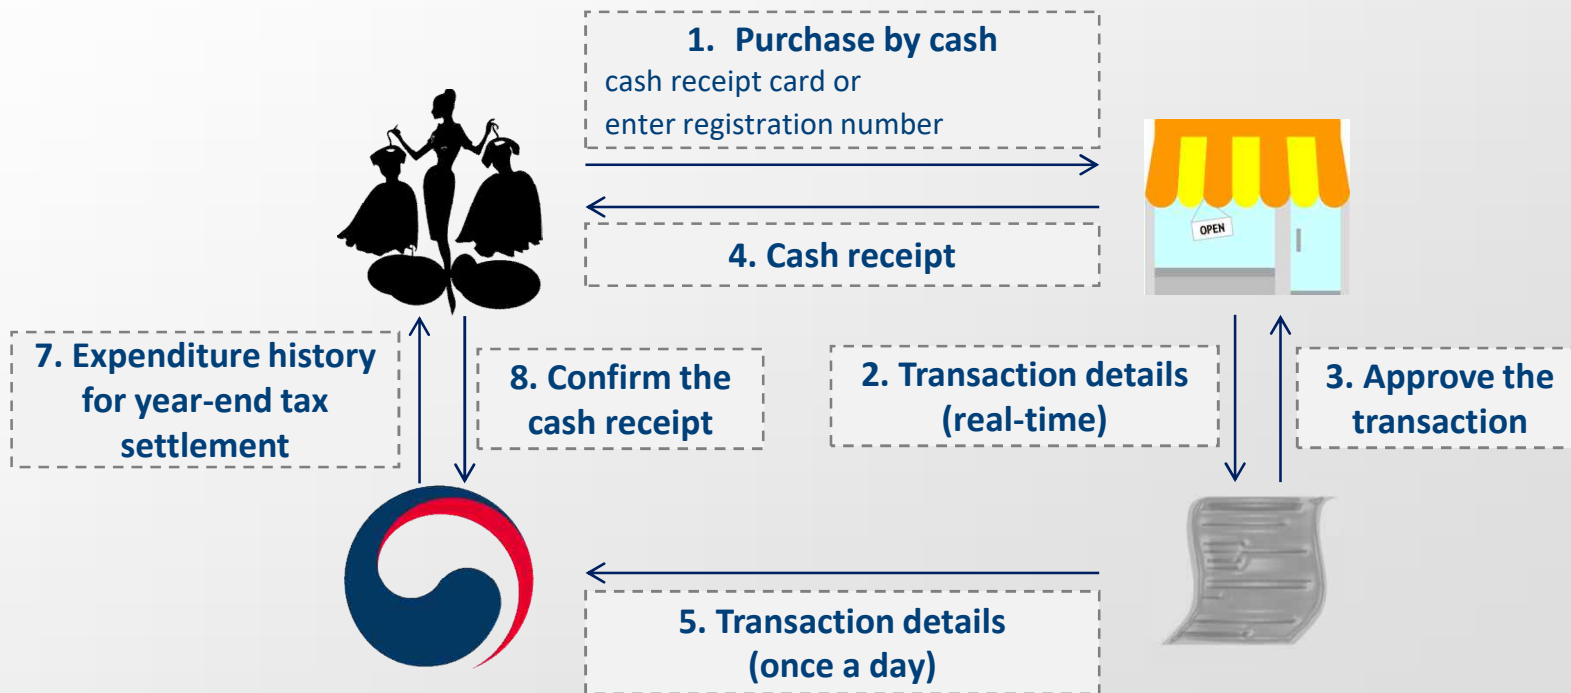 1. Purchase by cash
cash receipt card or
enter registration number
OPEN
4. Cash receipt
7. Expenditure history
for year-end tax
settlement
8. Confirm the
cash receipt
2. Transaction details
(real-time)
3. Approve the
transaction
5. Transaction details
(once a day)